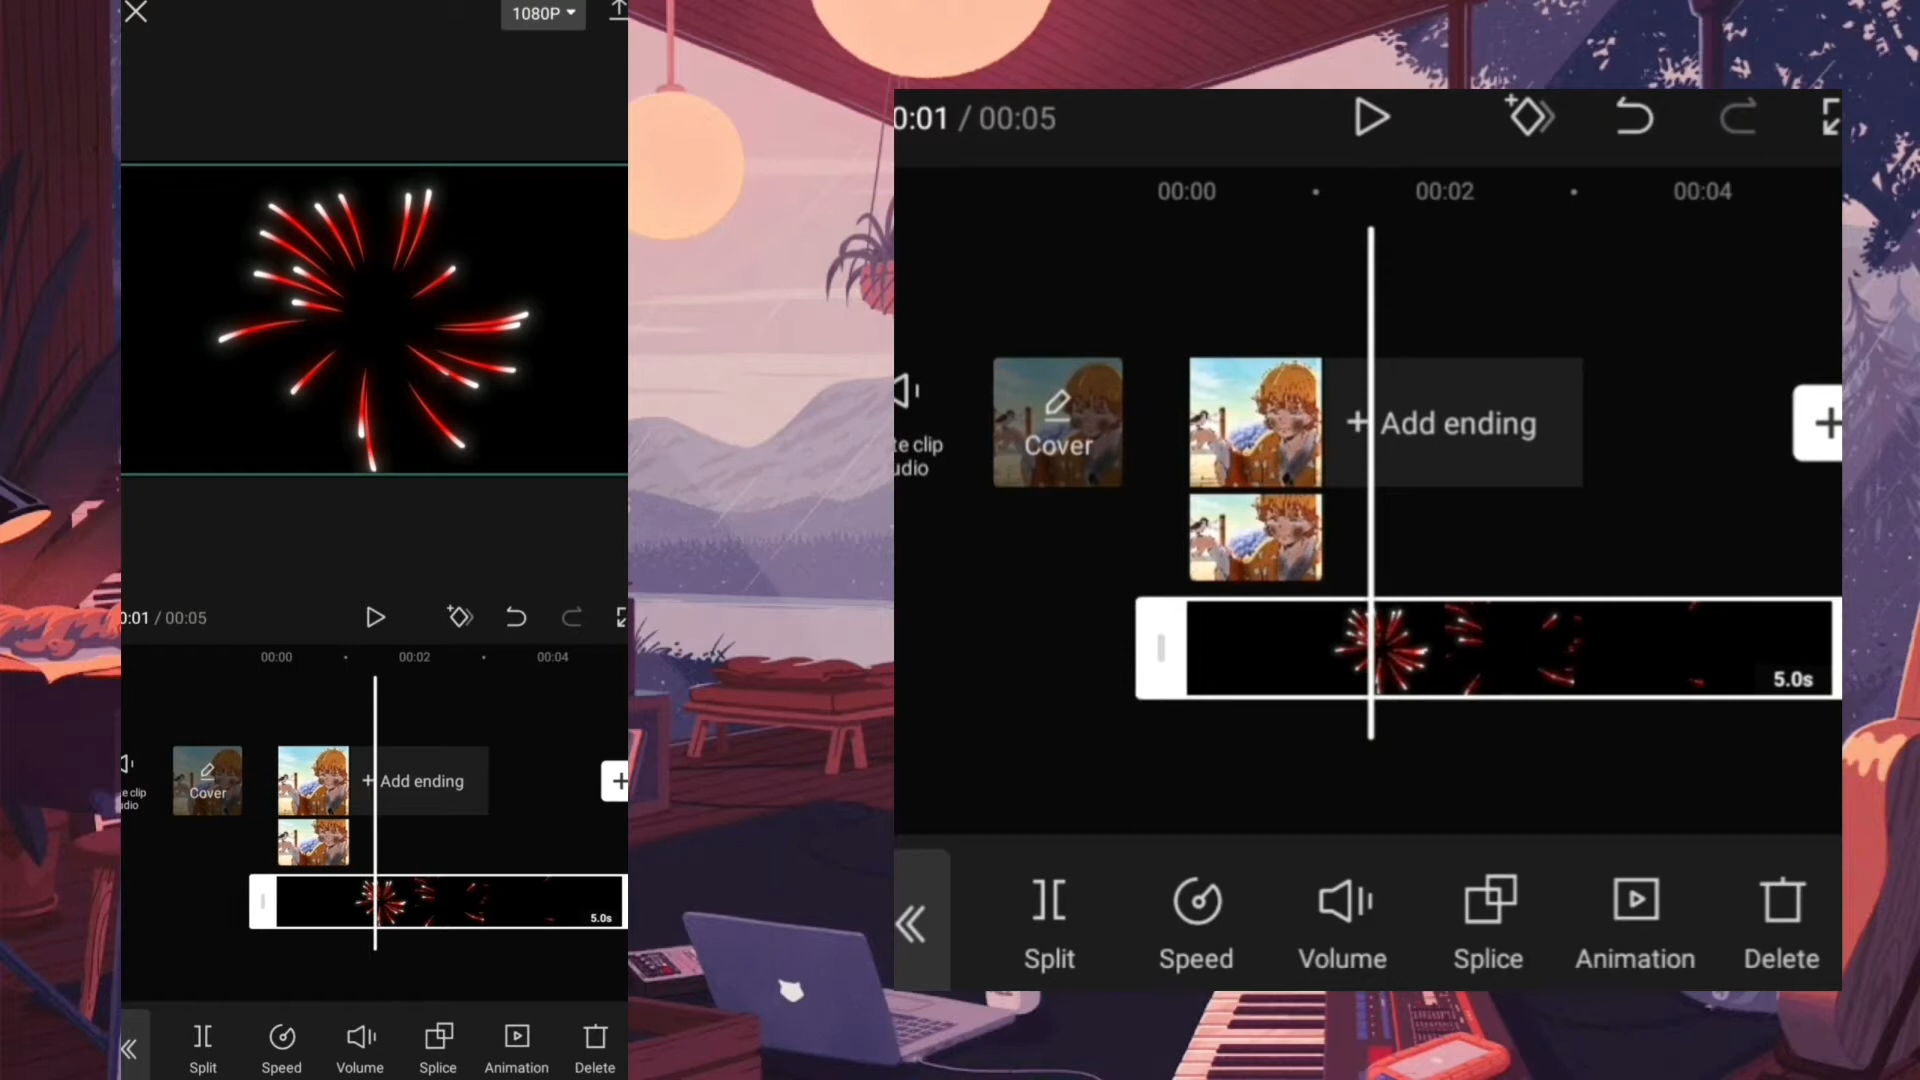 1080P
0:01 / 00:05
00:00
00:02
00:04
e clip
dio
Cover
+ Add ending
5.0s
Split
Speed
Volume
Splice
Animation
Delete
0:01 / 00:05
00:00
00:02
00:04
te clip
udio
Cover
+ Add ending
5.0s
Split
Speed
Volume
Splice
Animation
Delete